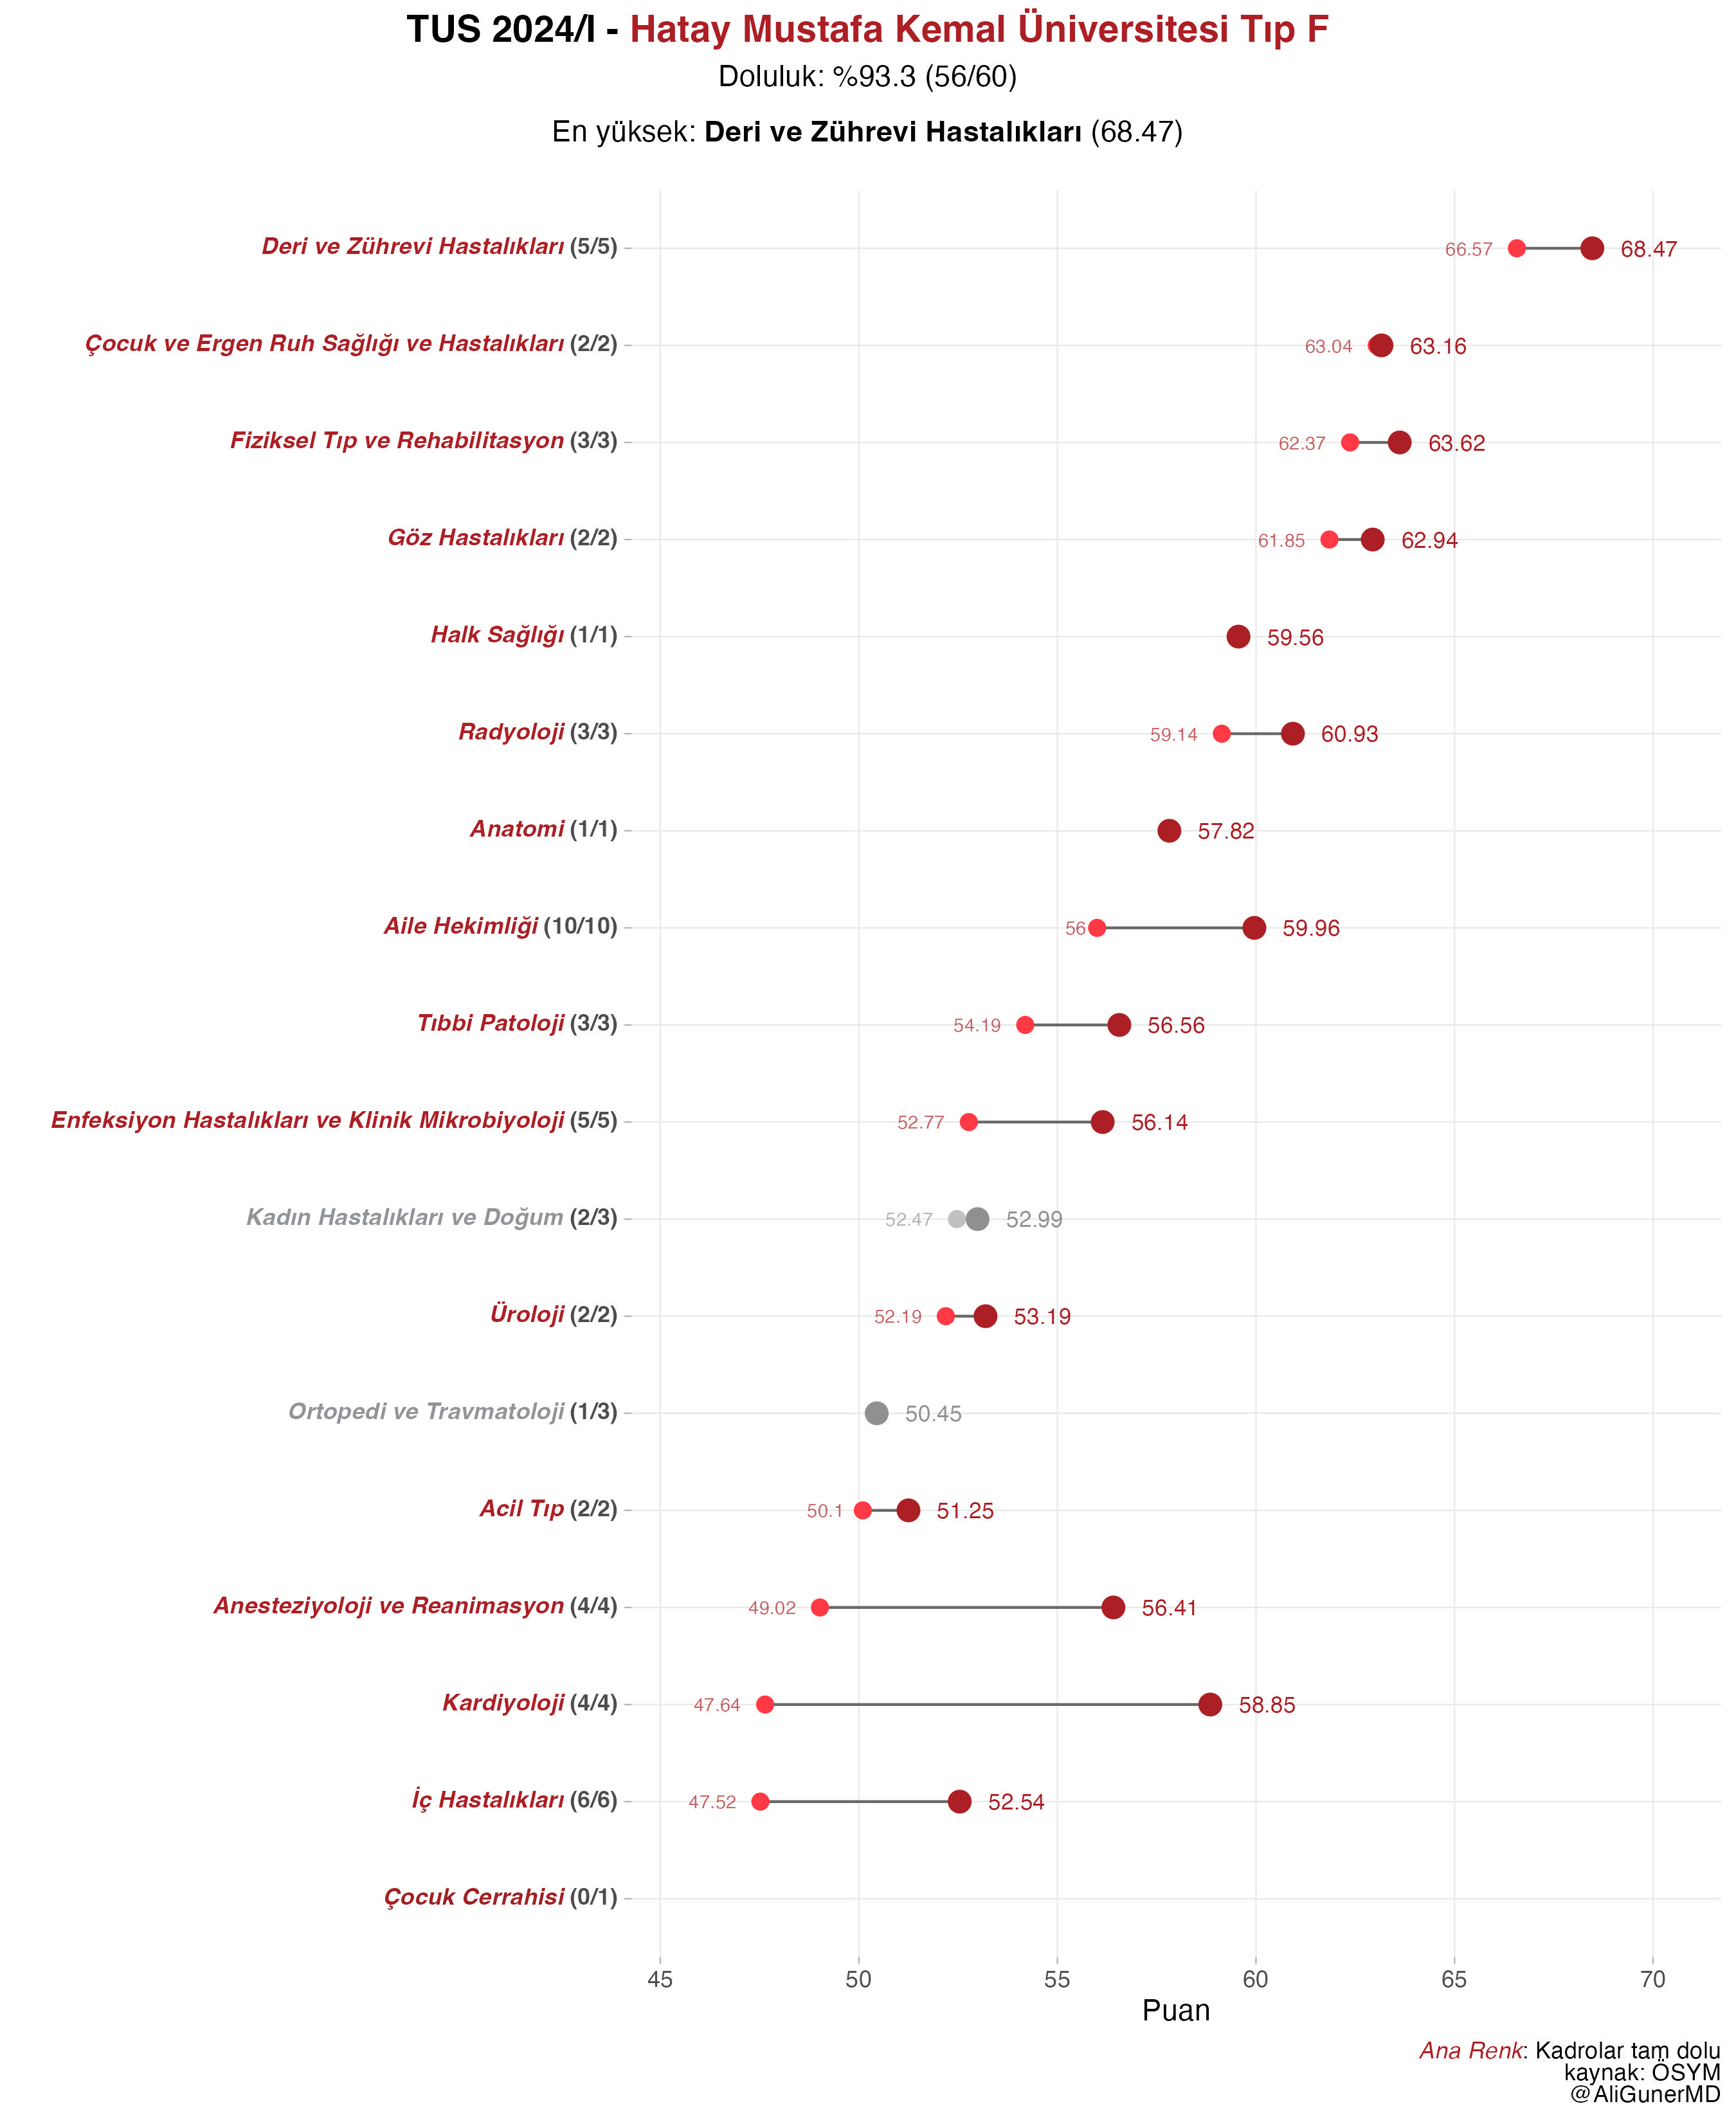 TUS 2024/I - Hatay Mustafa Kemal Üniversitesi Tıp F
Doluluk: %93.3 (56/60)
En yüksek: Deri ve Zührevi Hastalıkları (68.47)
Deri ve Zührevi Hastalıkları (5/5) 66.57 68.47
Çocuk ve Ergen Ruh Sağlığı ve Hastalıkları (2/2) 63.04 63.16
Fiziksel Tıp ve Rehabilitasyon (3/3) 62.37 63.62
Göz Hastalıkları (2/2) 61.85 62.94
Halk Sağlığı (1/1) 59.56
Radyoloji (3/3) 59.14 60.93
Anatomi (1/1) 57.82
Aile Hekimliği (10/10) 56 59.96
Tıbbi Patoloji (3/3) 54.19 56.56
Enfeksiyon Hastalıkları ve Klinik Mikrobiyoloji (5/5) 52.77 56.14
Kadın Hastalıkları ve Doğum (2/3) 52.47 52.99
Üroloji (2/2) 52.19 53.19
Ortopedi ve Travmatoloji (1/3) 50.45
Acil Tıp (2/2) 50.1 51.25
Anesteziyoloji ve Reanimasyon (4/4) 49.02 56.41
Kardiyoloji (4/4) 47.64 58.85
İç Hastalıkları (6/6) 47.52 52.54
Çocuk Cerrahisi (0/1)
45 50 55 60 65 70
Puan
Ana Renk: Kadrolar tam dolu
kaynak: ÖSYM
@AliGunerMD